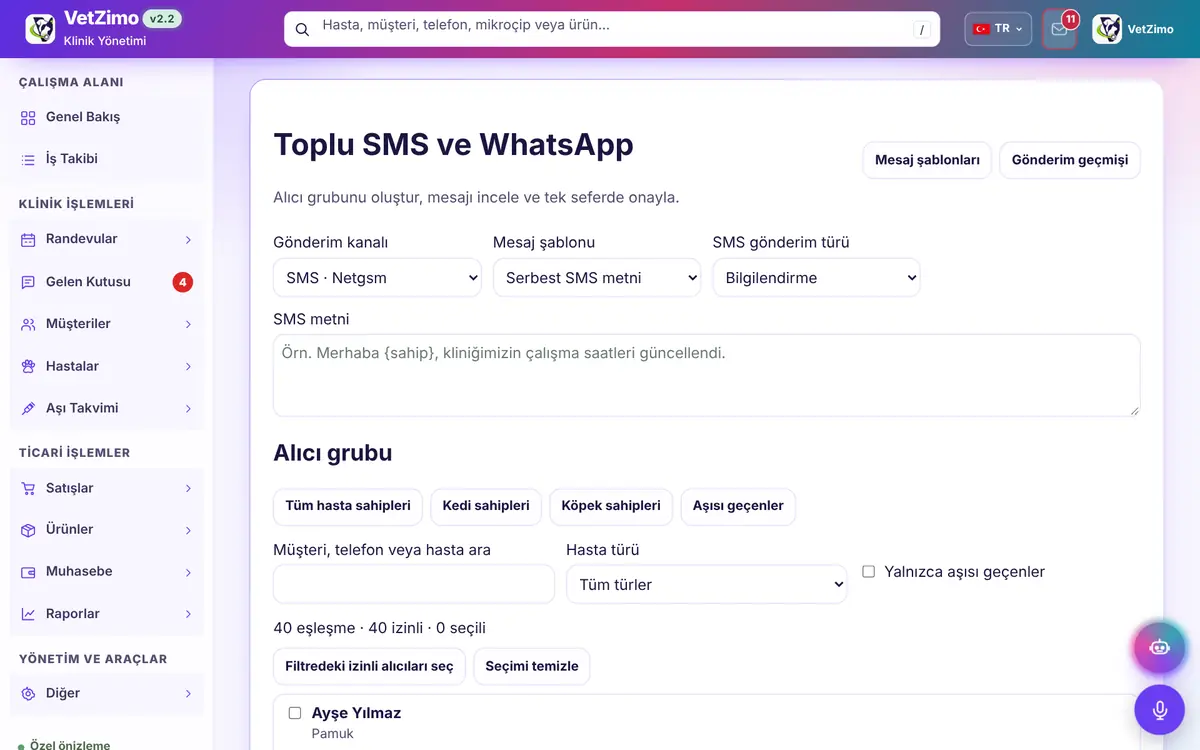 VetZimo v2.2
Klinik Yönetimi
Hasta, müşteri, telefon, mikroçip veya ürün...
/
TR
11
VetZimo
ÇALIŞMA ALANI
Genel Bakış
İş Takibi
KLİNİK İŞLEMLERİ
Randevular
Gelen Kutusu 4
Müşteriler
Hastalar
Aşı Takvimi
TİCARİ İŞLEMLER
Satışlar
Ürünler
Muhasebe
Raporlar
YÖNETİM VE ARAÇLAR
Diğer
Özel önizleme
Toplu SMS ve WhatsApp
Mesaj şablonları
Gönderim geçmişi
Alıcı grubunu oluştur, mesajı incele ve tek seferde onayla.
Gönderim kanalı
SMS · Netgsm
Mesaj şablonu
Serbest SMS metni
SMS gönderim türü
Bilgilendirme
SMS metni
Örn. Merhaba {sahip}, kliniğimizin çalışma saatleri güncellendi.
Alıcı grubu
Tüm hasta sahipleri
Kedi sahipleri
Köpek sahipleri
Aşısı geçenler
Müşteri, telefon veya hasta ara
Hasta türü
Tüm türler
Yalnızca aşısı geçenler
40 eşleşme · 40 izinli · 0 seçili
Filtredeki izinli alıcıları seç
Seçimi temizle
Ayşe Yılmaz
Pamuk